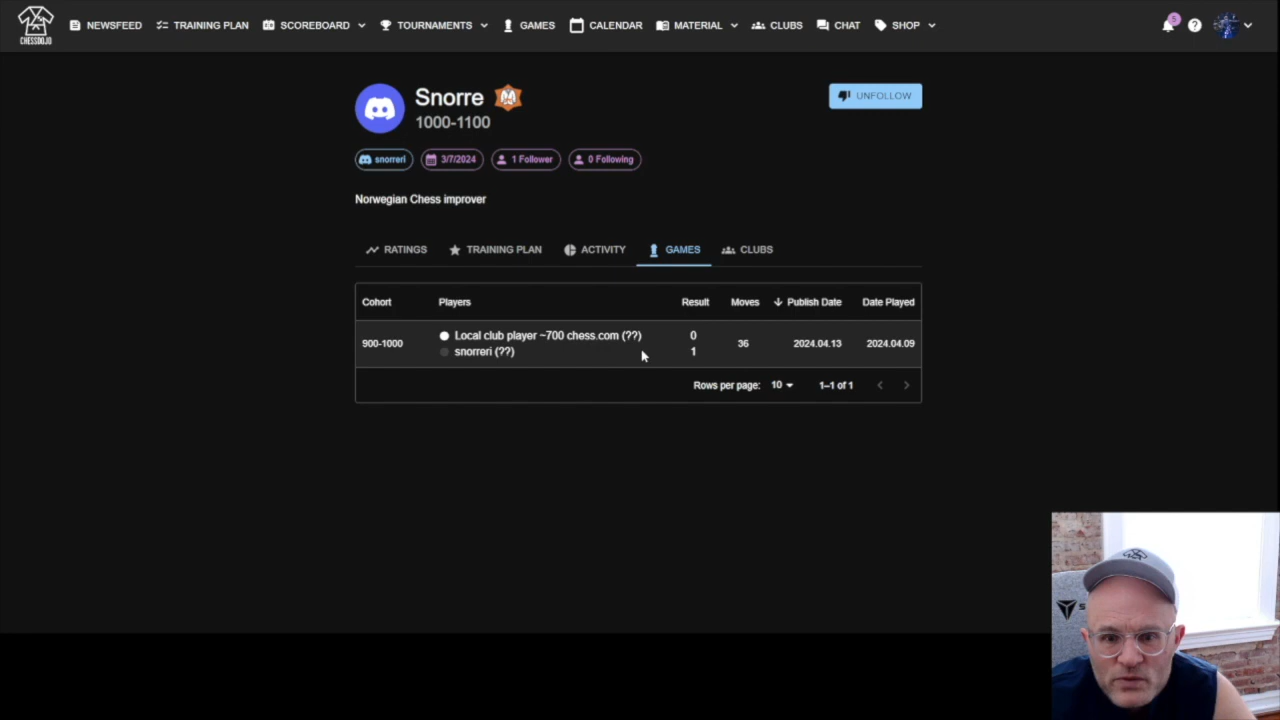 CHESSDOJO NEWSFEED TRAINING PLAN SCOREBOARD TOURNAMENTS GAMES CALENDAR MATERIAL CLUBS CHAT SHOP 5
Snorre
1000-1100
UNFOLLOW
snorreri 3/7/2024 1 Follower 0 Following
Norwegian Chess improver
RATINGS TRAINING PLAN ACTIVITY GAMES CLUBS
Cohort Players Result Moves Publish Date Date Played
Local club player ~700 chess.com (??) 0
900-1000 36 2024.04.13 2024.04.09
snorreri (??) 1
Rows per page: 10 1–1 of 1